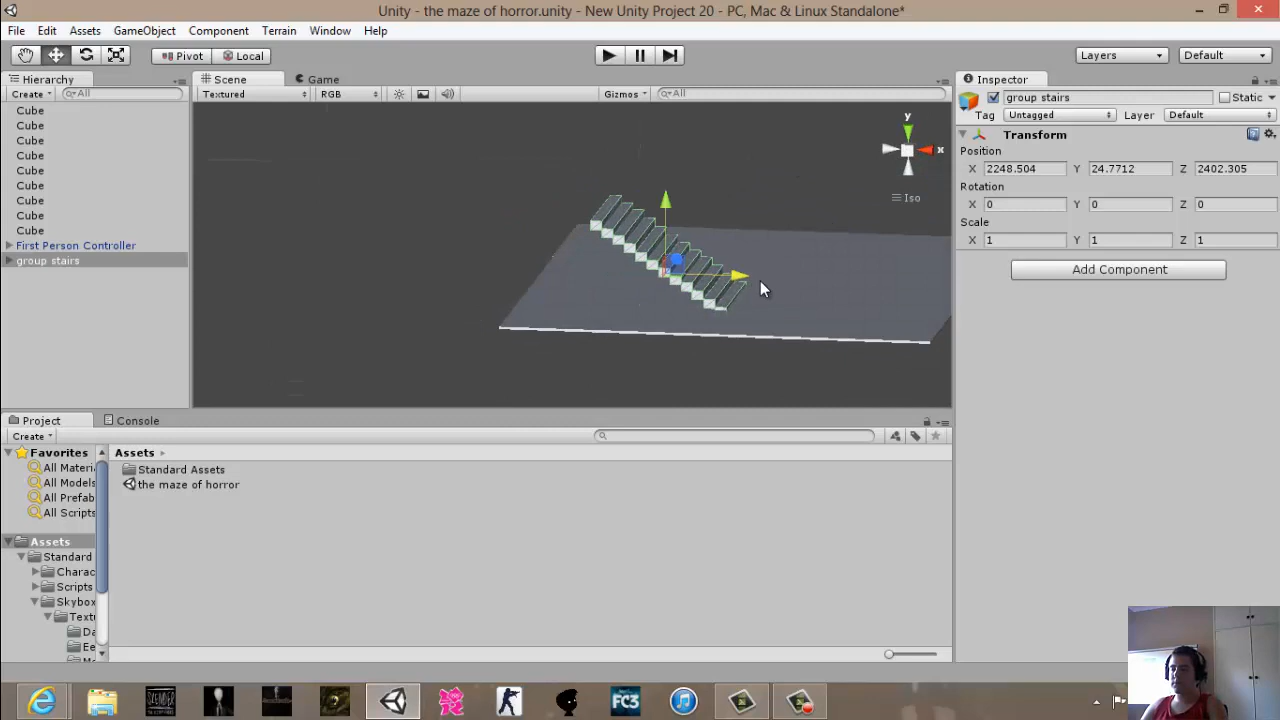 Unity - the maze of horror.unity - New Unity Project 20 - PC, Mac & Linux Standalone*
File Edit Assets GameObject Component Terrain Window Help
Pivot Local Layers Default
Hierarchy Scene Game Inspector
Create All Textured RGB Gizmos All
group stairs Static
Tag Untagged Layer Default
Transform
Position
X 2248.504 Y 24.7712 Z 2402.305
Rotation
X 0 Y 0 Z 0
Scale
X 1 Y 1 Z 1
Add Component
Cube
Cube
Cube
Cube
Cube
Cube
Cube
Cube
Cube
First Person Controller
group stairs
y
x
Iso
Project Console
Create
Favorites
All Materi
All Models
All Prefab
All Scripts
Assets
Standard
Charac
Scripts
Skybox
Textu
Da
Ee
Assets
Standard Assets
the maze of horror
SLENDER
FC3